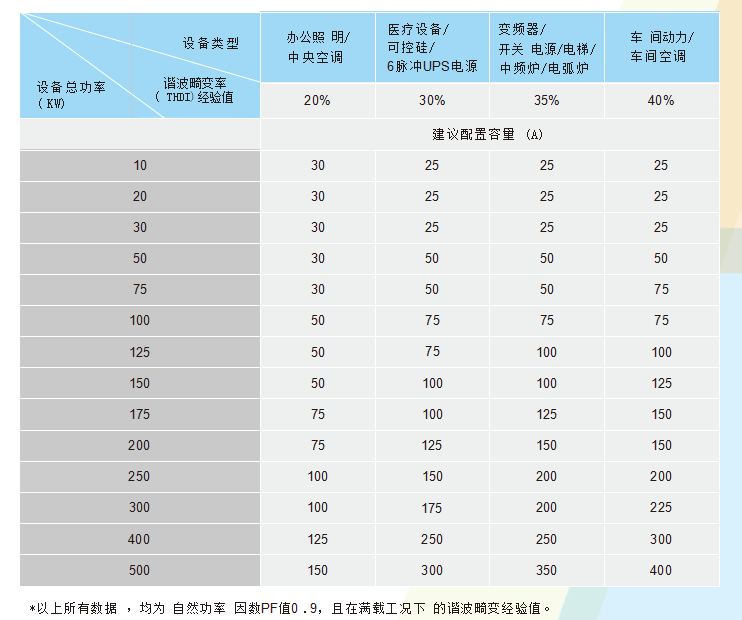 设备类型
设备总功率
(KW)
谐波畸变率
( THDI)经验值
办公照 明/
中央空调
医疗设备/
可控硅/
6脉冲UPS电源
变频器/
开关 电源/电梯/
中频炉/电弧炉
车 间动力/
车间空调
20% 30% 35% 40%
建议配置容量 (A)
10 30 25 25 25
20 30 25 25 25
30 30 25 25 25
50 30 50 50 50
75 30 50 50 75
100 50 75 75 75
125 50 75 100 100
150 50 100 100 125
175 75 100 125 150
200 75 125 150 150
250 100 150 200 200
300 100 175 200 225
400 125 250 250 300
500 150 300 350 400
*以上所有数据 ，均为 自然功率 因数PF值0.9，且在满载工况下 的谐波畸变经验值。